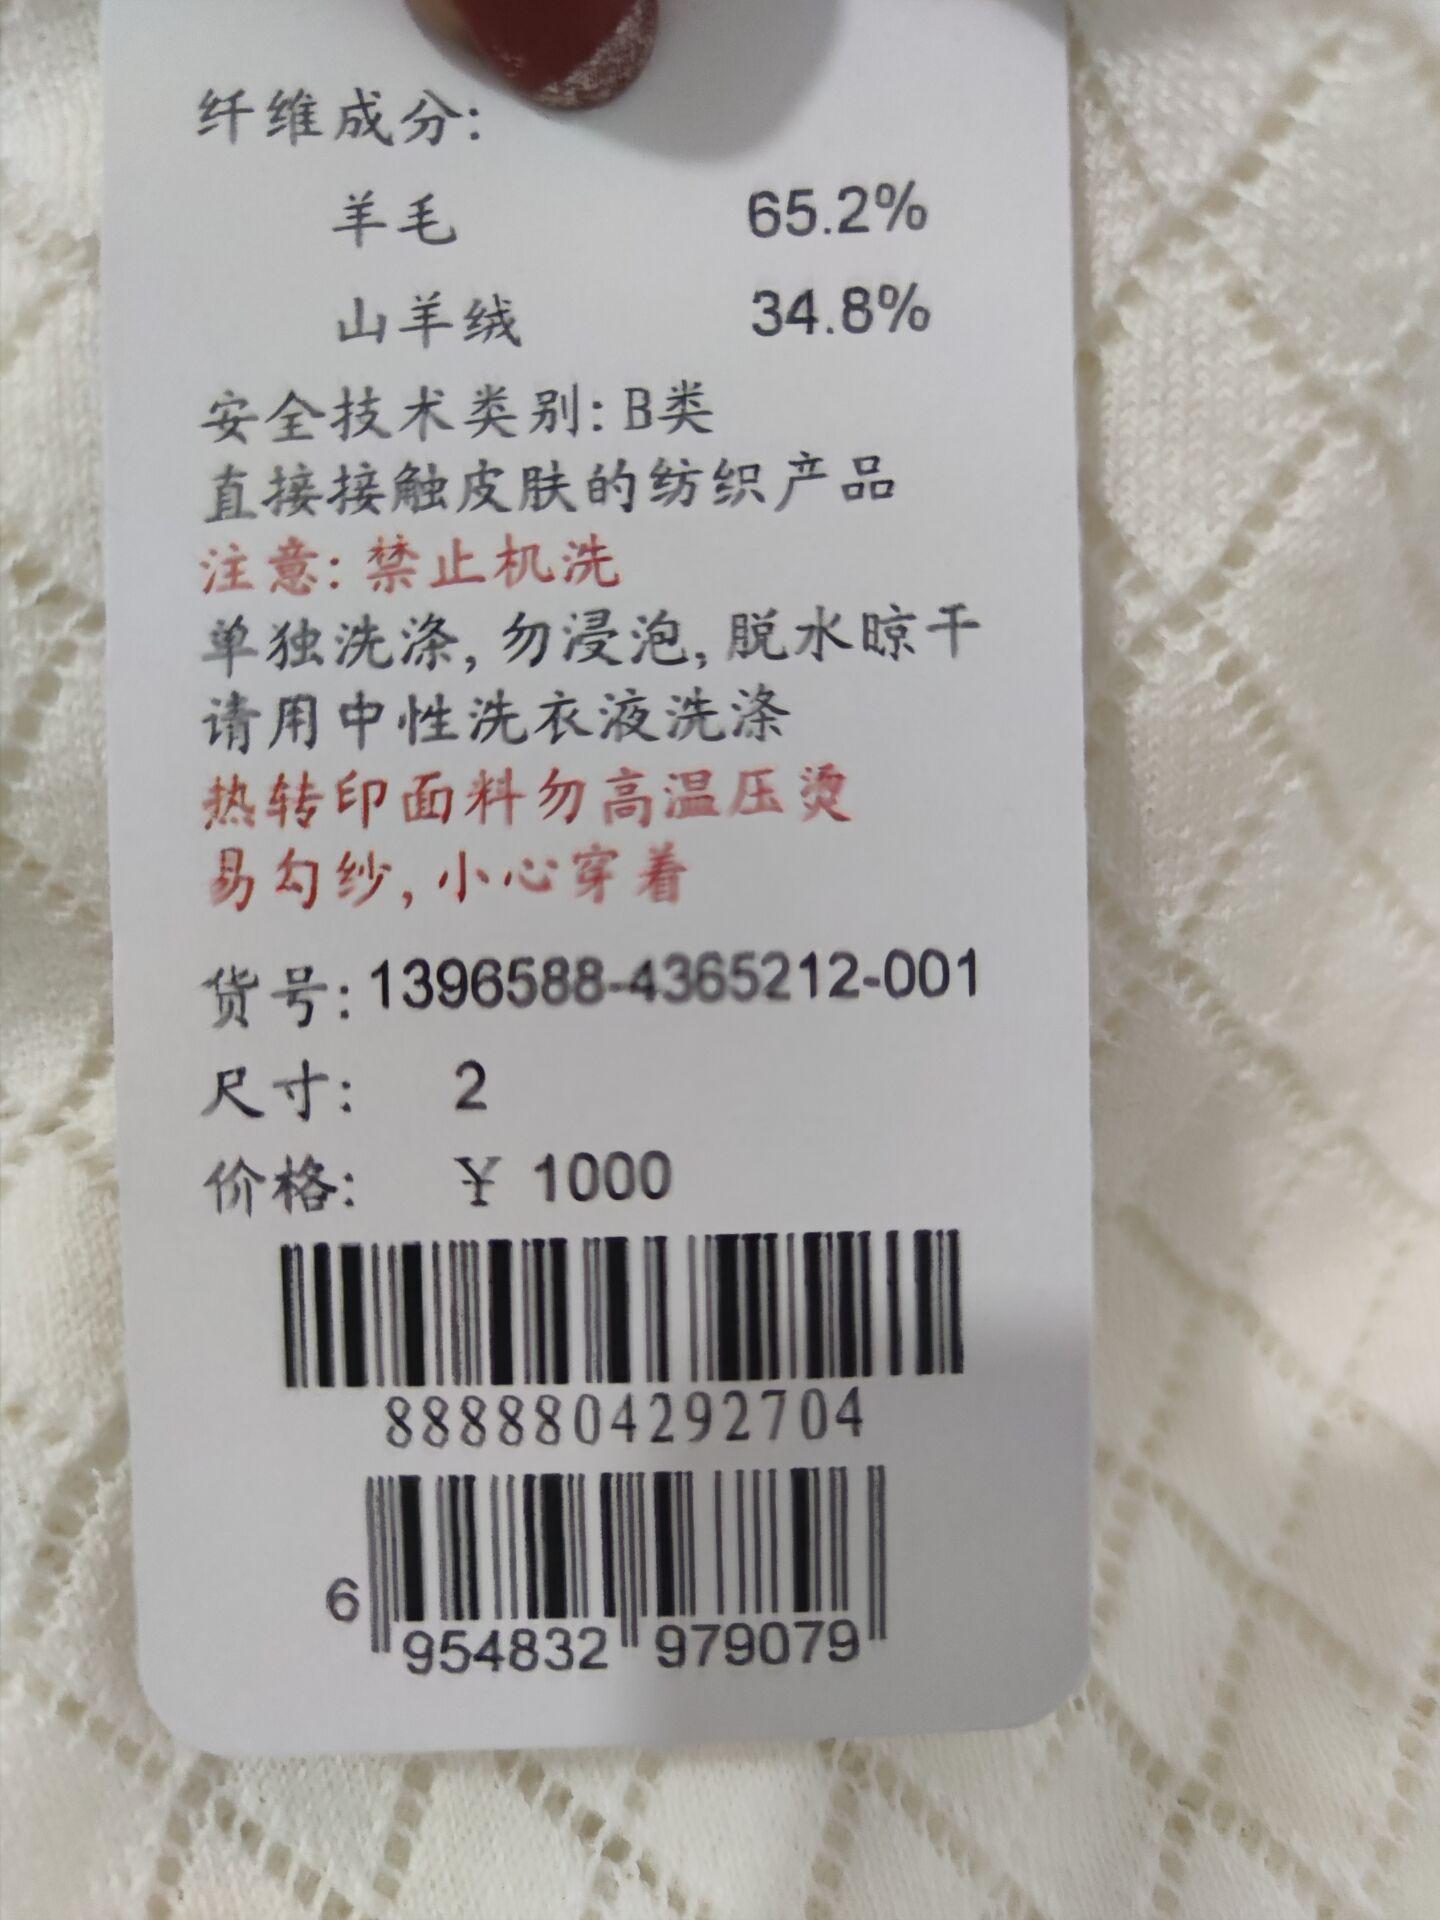 纤维成分:
羊毛 65.2%
山羊绒 34.8%
安全技术类别: B类
直接接触皮肤的纺织产品
注意: 禁止机洗
单独洗涤, 勿浸泡, 脱水晾干
请用中性洗衣液洗涤
热转印面料勿高温压烫
易勾纱, 小心穿着
货号: 1396588-4365212-001
尺寸: 2
价格: ¥ 1000
8888804292704
6 954832 979079